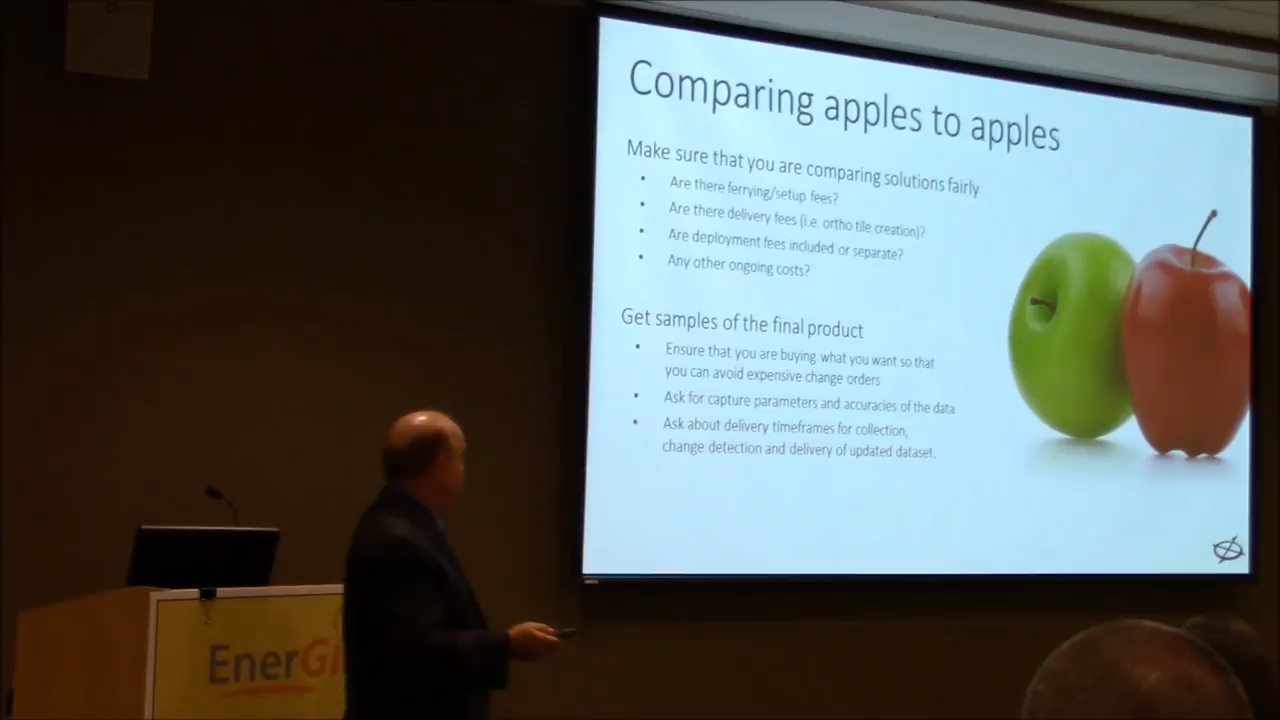 Comparing apples to apples
Make sure that you are comparing solutions fairly
• Are there ferrying/setup fees?
• Are there delivery fees (i.e. ortho tile creation)?
• Are deployment fees included or separate?
• Any other ongoing costs?
Get samples of the final product
• Ensure that you are buying what you want so that
you can avoid expensive change orders
• Ask for capture parameters and accuracies of the data
• Ask about delivery timeframes for collection,
change detection and delivery of updated dataset.